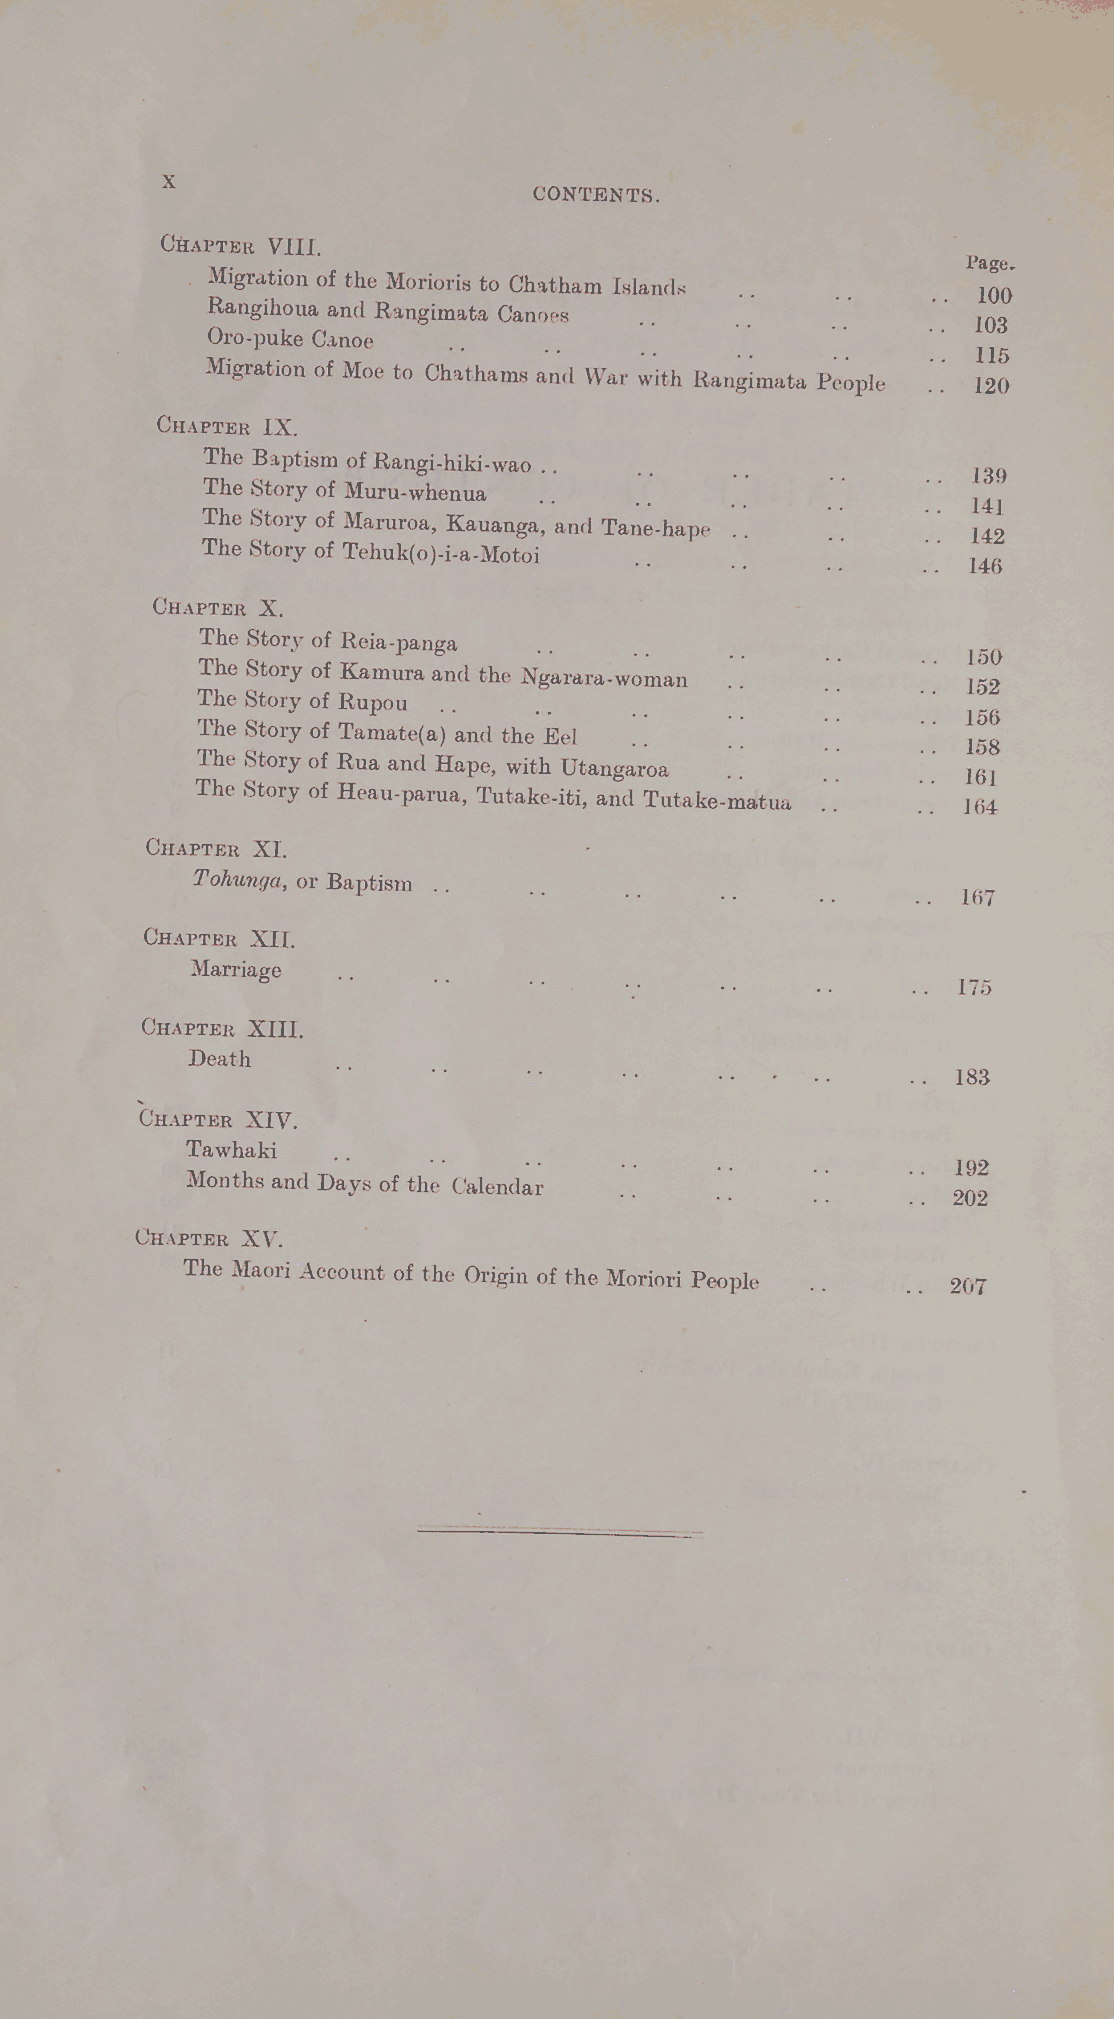 x
CONTENTS.
CHAPTER VIII.
Page.
Migration of the Morioris to Chatham Islands .. .. .. 100
Rangihoua and Rangimata Canoes .. .. .. .. 103
Oro-puke Canoe .. .. .. .. .. .. 115
Migration of Moe to Chathams and War with Rangimata People .. 120
CHAPTER IX.
The Baptism of Rangi-hiki-wao .. .. .. .. .. 139
The Story of Muru-whenua .. .. .. .. .. 141
The Story of Maruroa, Kauanga, and Tane-hape .. .. .. 142
The Story of Tehuk(o)-i-a-Motoi .. .. .. .. 146
CHAPTER X.
The Story of Reia-panga .. .. .. .. .. 150
The Story of Kamura and the Ngarara-woman .. .. .. 152
The Story of Rupou .. .. .. .. .. .. 156
The Story of Tamate(a) and the Eel .. .. .. .. 158
The Story of Rua and Hape, with Utangaroa .. .. .. 161
The Story of Heau-parua, Tutake-iti, and Tutake-matua .. .. 164
CHAPTER XI.
Tohunga, or Baptism .. .. .. .. .. .. 167
CHAPTER XII.
Marriage .. .. .. .. .. .. .. 175
CHAPTER XIII.
Death .. .. .. .. .. .. .. 183
CHAPTER XIV.
Tawhaki .. .. .. .. .. .. .. 192
Months and Days of the Calendar .. .. .. .. 202
CHAPTER XV.
The Maori Account of the Origin of the Moriori People .. .. 207